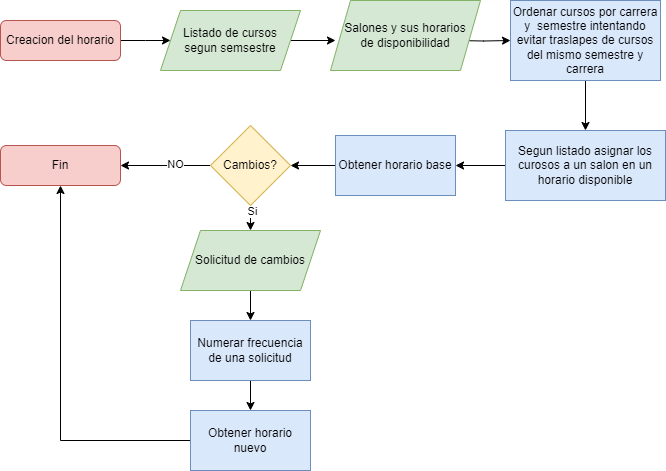 Creacion del horario
Listado de cursos
segun semsestre
Salones y sus horarios
de disponibilidad
Ordenar cursos por carrera
y semestre intentando
evitar traslapes de cursos
del mismo semestre y
carrera
Segun listado asignar los
curosos a un salon en un
horario disponible
Obtener horario base
Cambios?
NO
Fin
Si
Solicitud de cambios
Numerar frecuencia
de una solicitud
Obtener horario
nuevo